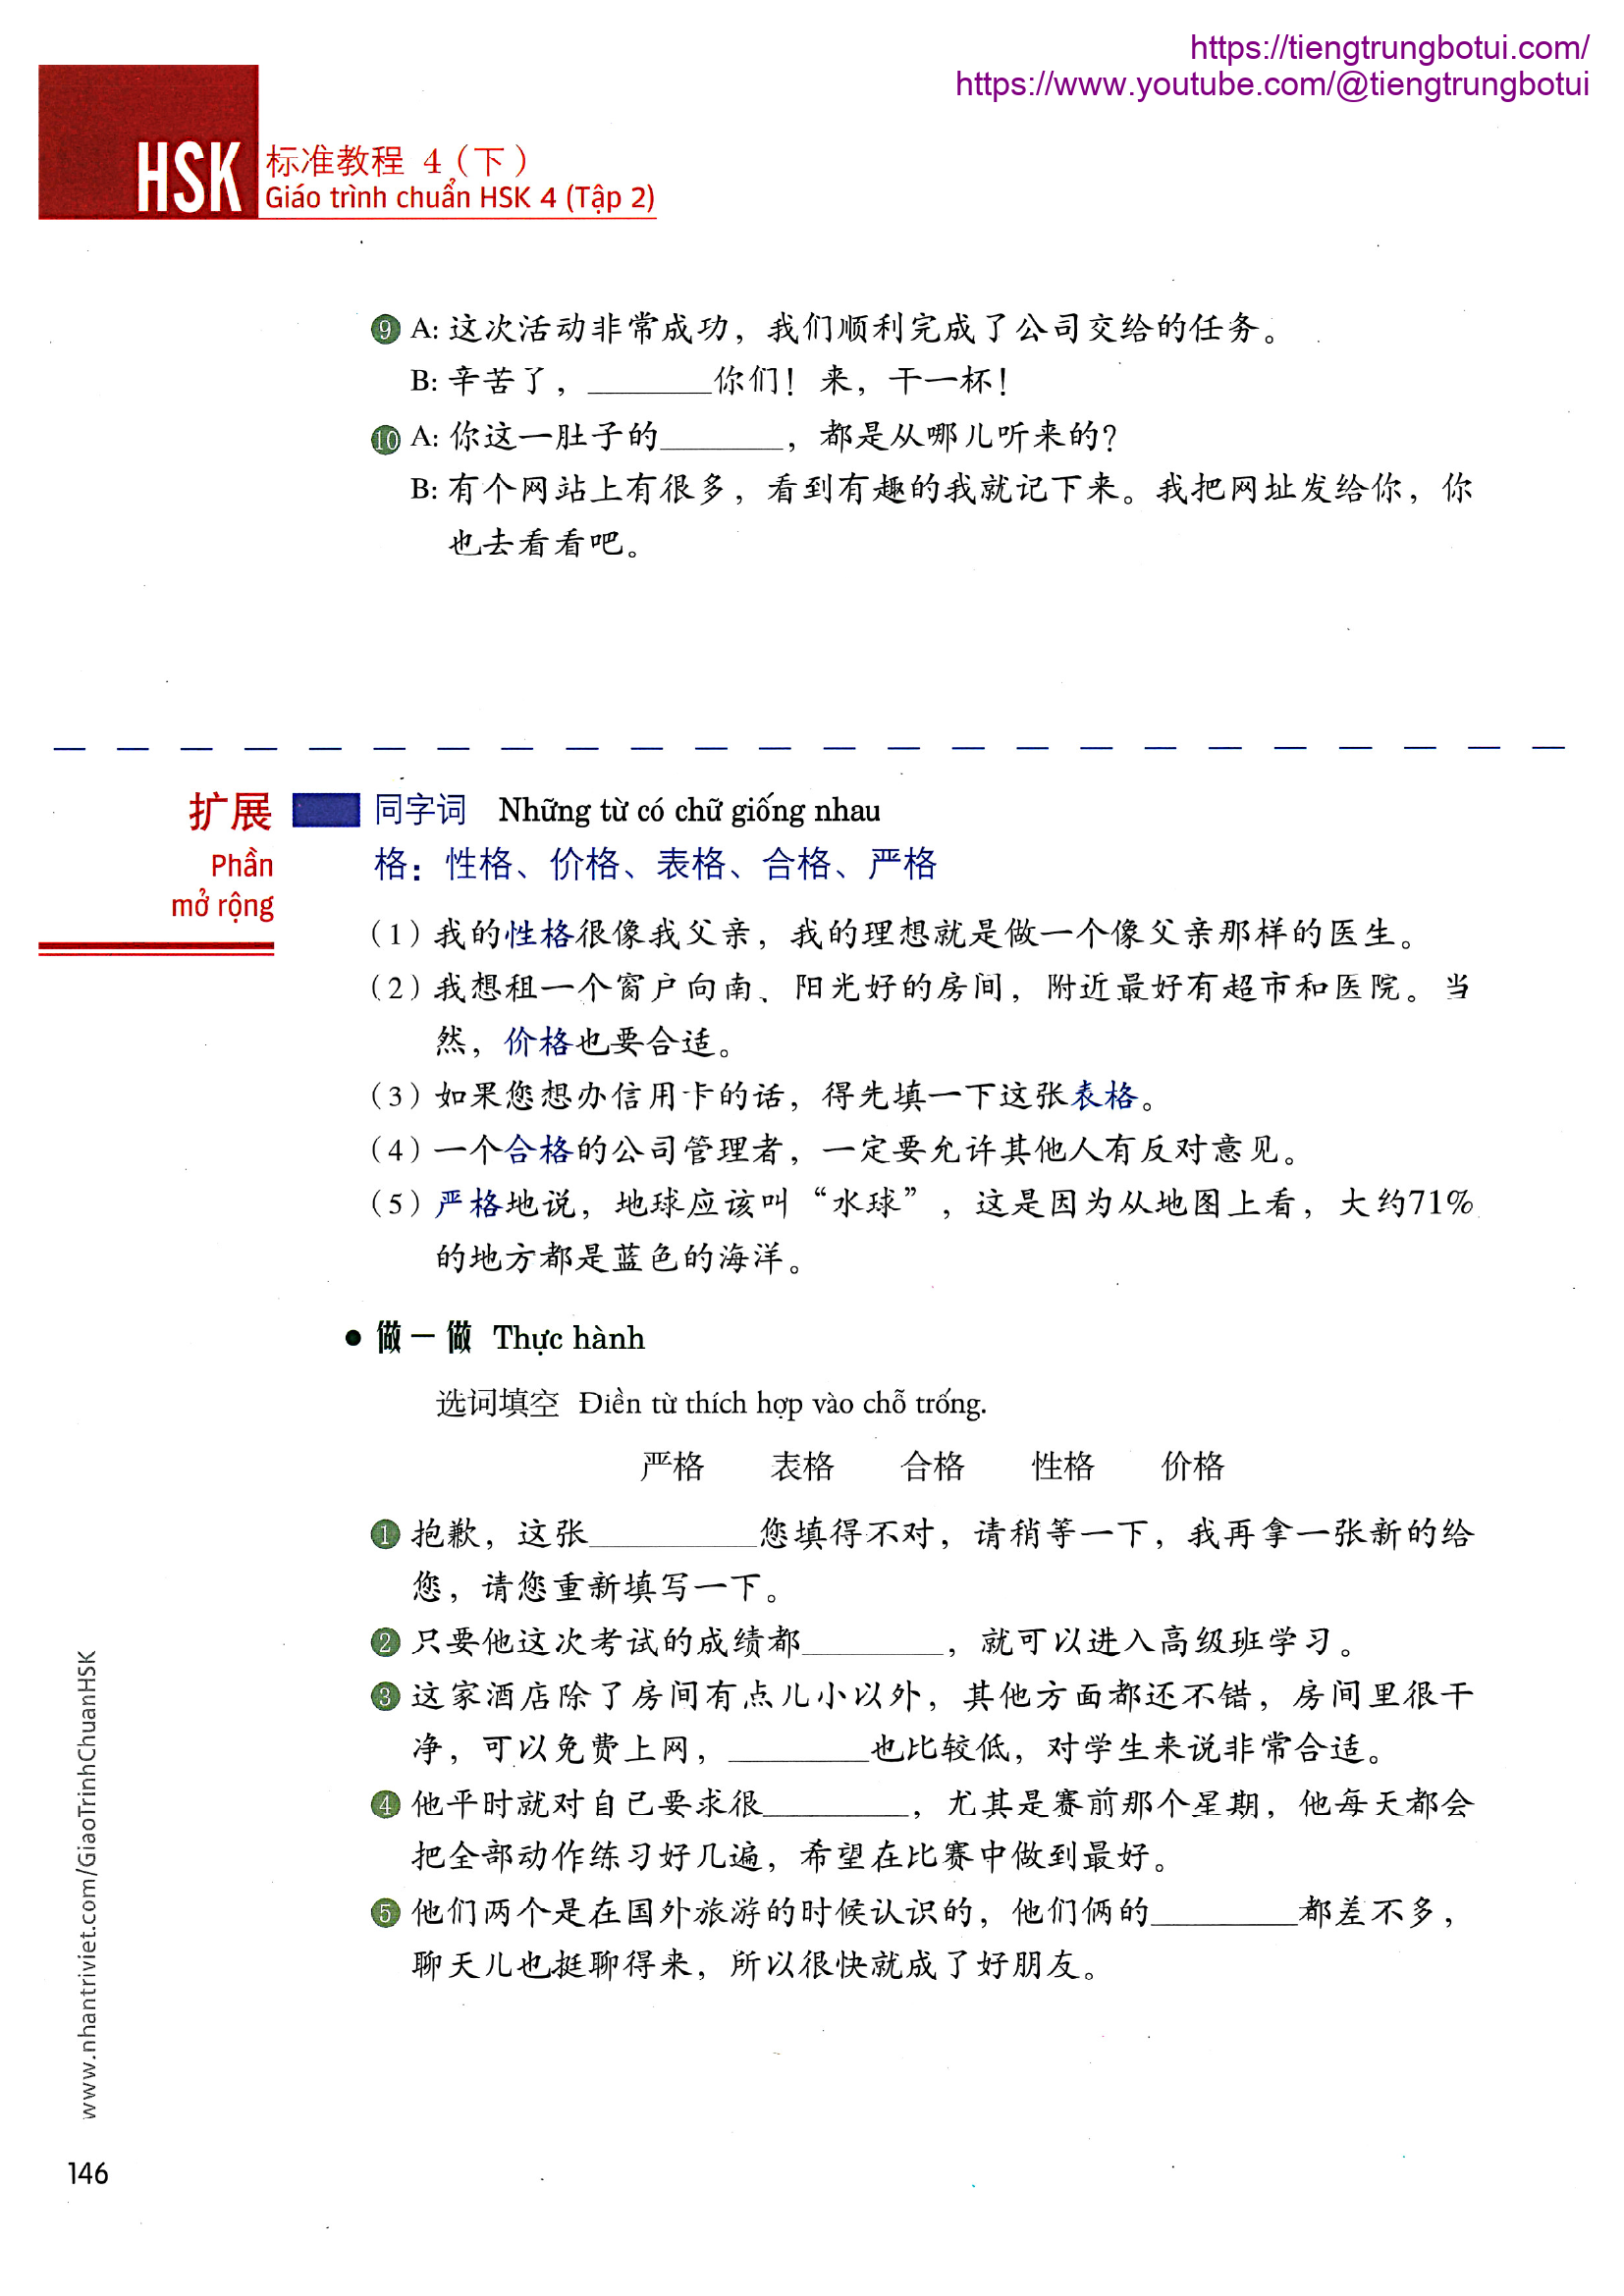 https://tiengtrungbotui.com/
https://www.youtube.com/@tiengtrungbotui
HSK 标准教程 4（下）
Giáo trình chuẩn HSK 4 (Tập 2)
9 A: 这次活动非常成功，我们顺利完成了公司交给的任务。
B: 辛苦了，________你们！来，干一杯！
10 A: 你这一肚子的________，都是从哪儿听来的？
B: 有个网站上有很多，看到有趣的我就记下来。我把网址发给你，你
也去看看吧。
扩展
Phần
mở rộng
同字词 Những từ có chữ giống nhau
格：性格、价格、表格、合格、严格
（1）我的性格很像我父亲，我的理想就是做一个像父亲那样的医生。
（2）我想租一个窗户向南、阳光好的房间，附近最好有超市和医院。当
然，价格也要合适。
（3）如果您想办信用卡的话，得先填一下这张表格。
（4）一个合格的公司管理者，一定要允许其他人有反对意见。
（5）严格地说，地球应该叫“水球”，这是因为从地图上看，大约71%
的地方都是蓝色的海洋。
● 做一做 Thực hành
选词填空 Điền từ thích hợp vào chỗ trống.
严格 表格 合格 性格 价格
1 抱歉，这张________您填得不对，请稍等一下，我再拿一张新的给
您，请您重新填写一下。
2 只要他这次考试的成绩都________，就可以进入高级班学习。
3 这家酒店除了房间有点儿小以外，其他方面都还不错，房间里很干
净，可以免费上网，________也比较低，对学生来说非常合适。
4 他平时就对自己要求很________，尤其是赛前那个星期，他每天都会
把全部动作练习好几遍，希望在比赛中做到最好。
5 他们两个是在国外旅游的时候认识的，他们俩的________都差不多，
聊天儿也挺聊得来，所以很快就成了好朋友。
www.nhantriviet.com/GiaoTrinhChuanHSK
146